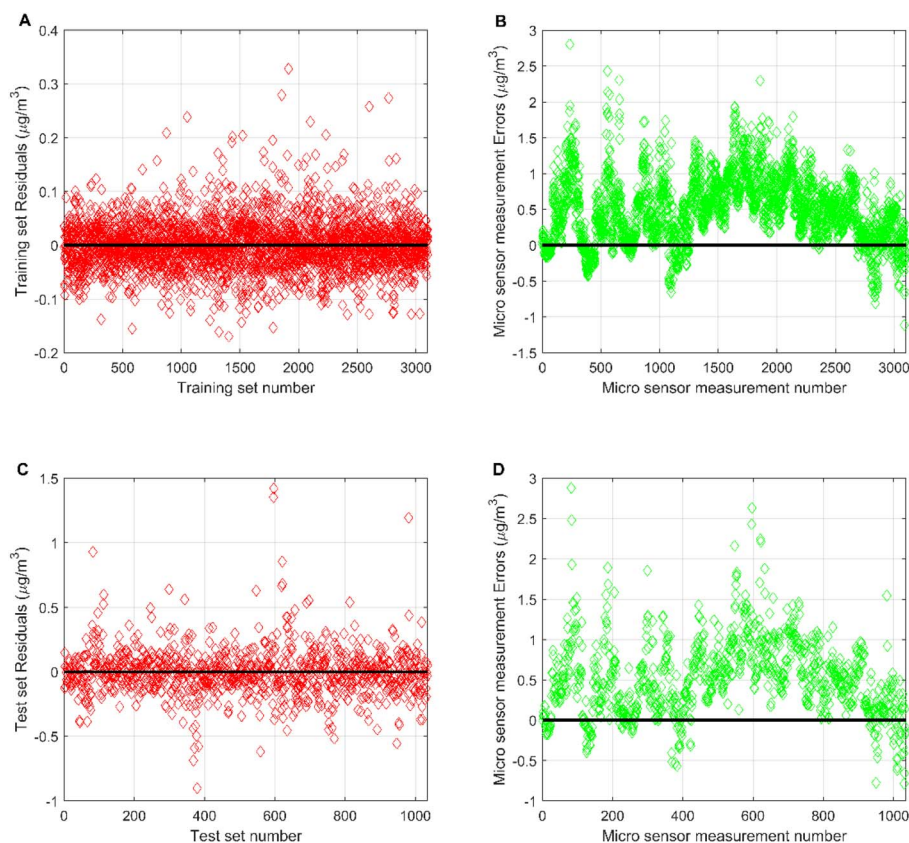 A
Training set Residuals (μg/m³)
0.4
0.3
0.2
0.1
0
-0.1
-0.2
0 500 1000 1500 2000 2500 3000
Training set number
B
Micro sensor measurement Errors (μg/m³)
3
2.5
2
1.5
1
0.5
0
-0.5
-1
-1.5
0 500 1000 1500 2000 2500 3000
Micro sensor measurement number
C
Test set Residuals (μg/m³)
1.5
1
0.5
0
-0.5
-1
0 200 400 600 800 1000
Test set number
D
Micro sensor measurement Errors (μg/m³)
3
2.5
2
1.5
1
0.5
0
-0.5
-1
0 200 400 600 800 1000
Micro sensor measurement number